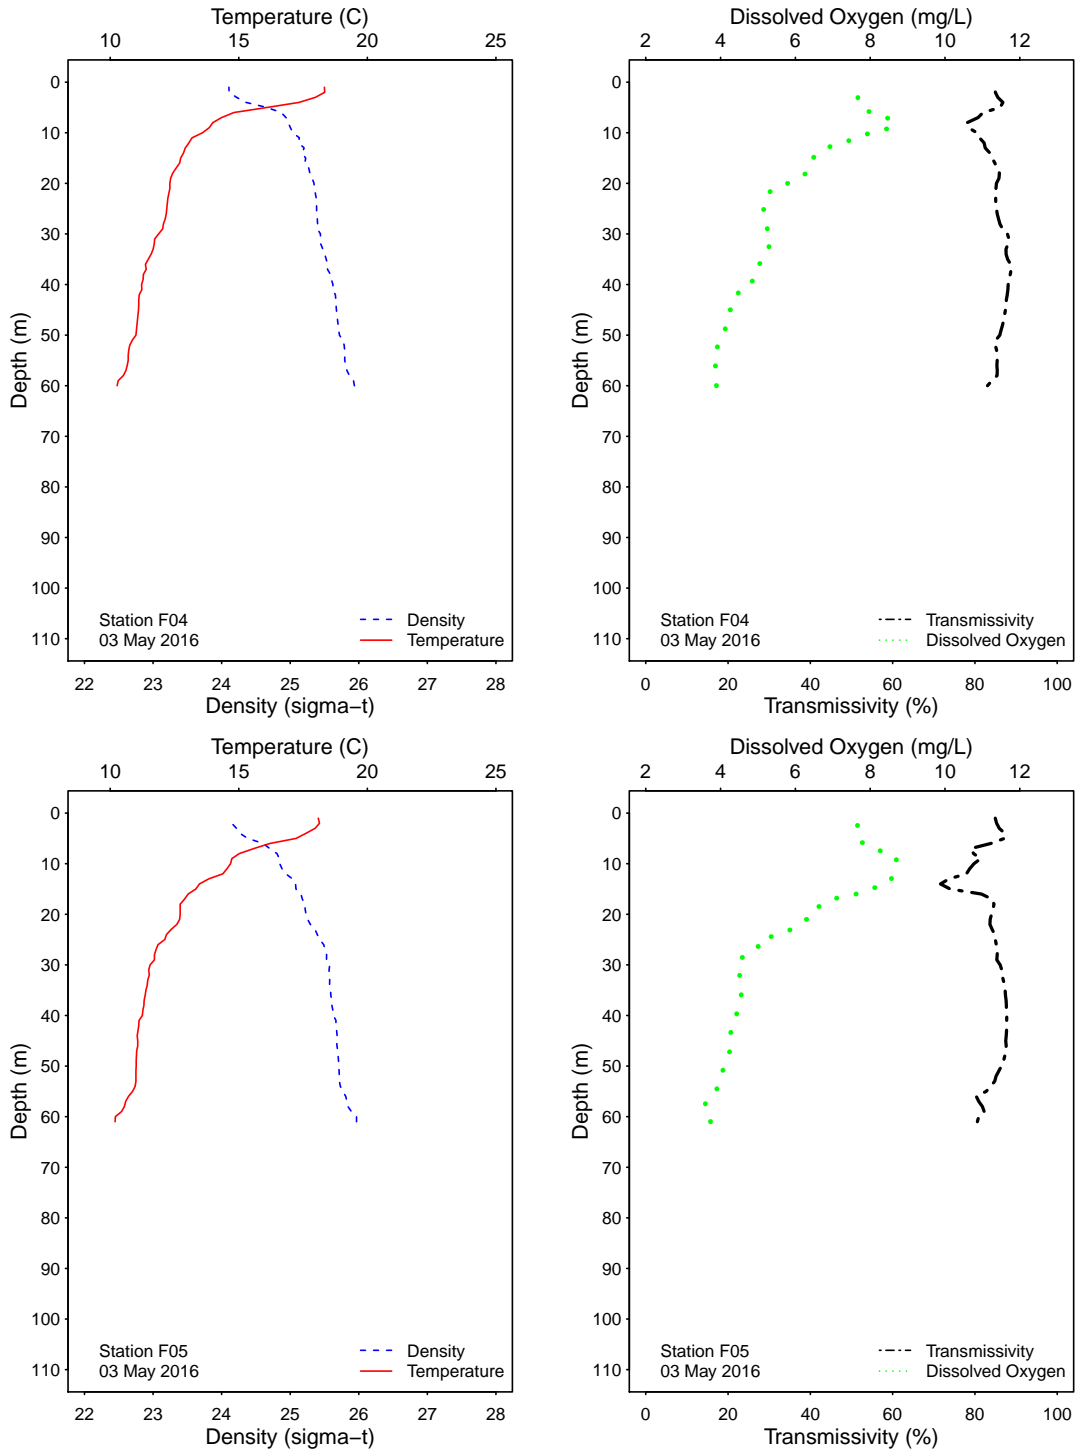 Temperature (C)
10 15 20 25
Depth (m)
0
10
20
30
40
50
60
70
80
90
100
110
Station F04
03 May 2016
Density
Temperature
22 23 24 25 26 27 28
Density (sigma−t)
Dissolved Oxygen (mg/L)
2 4 6 8 10 12
Depth (m)
0
10
20
30
40
50
60
70
80
90
100
110
Station F04
03 May 2016
Transmissivity
Dissolved Oxygen
0 20 40 60 80 100
Transmissivity (%)
Temperature (C)
10 15 20 25
Depth (m)
0
10
20
30
40
50
60
70
80
90
100
110
Station F05
03 May 2016
Density
Temperature
22 23 24 25 26 27 28
Density (sigma−t)
Dissolved Oxygen (mg/L)
2 4 6 8 10 12
Depth (m)
0
10
20
30
40
50
60
70
80
90
100
110
Station F05
03 May 2016
Transmissivity
Dissolved Oxygen
0 20 40 60 80 100
Transmissivity (%)